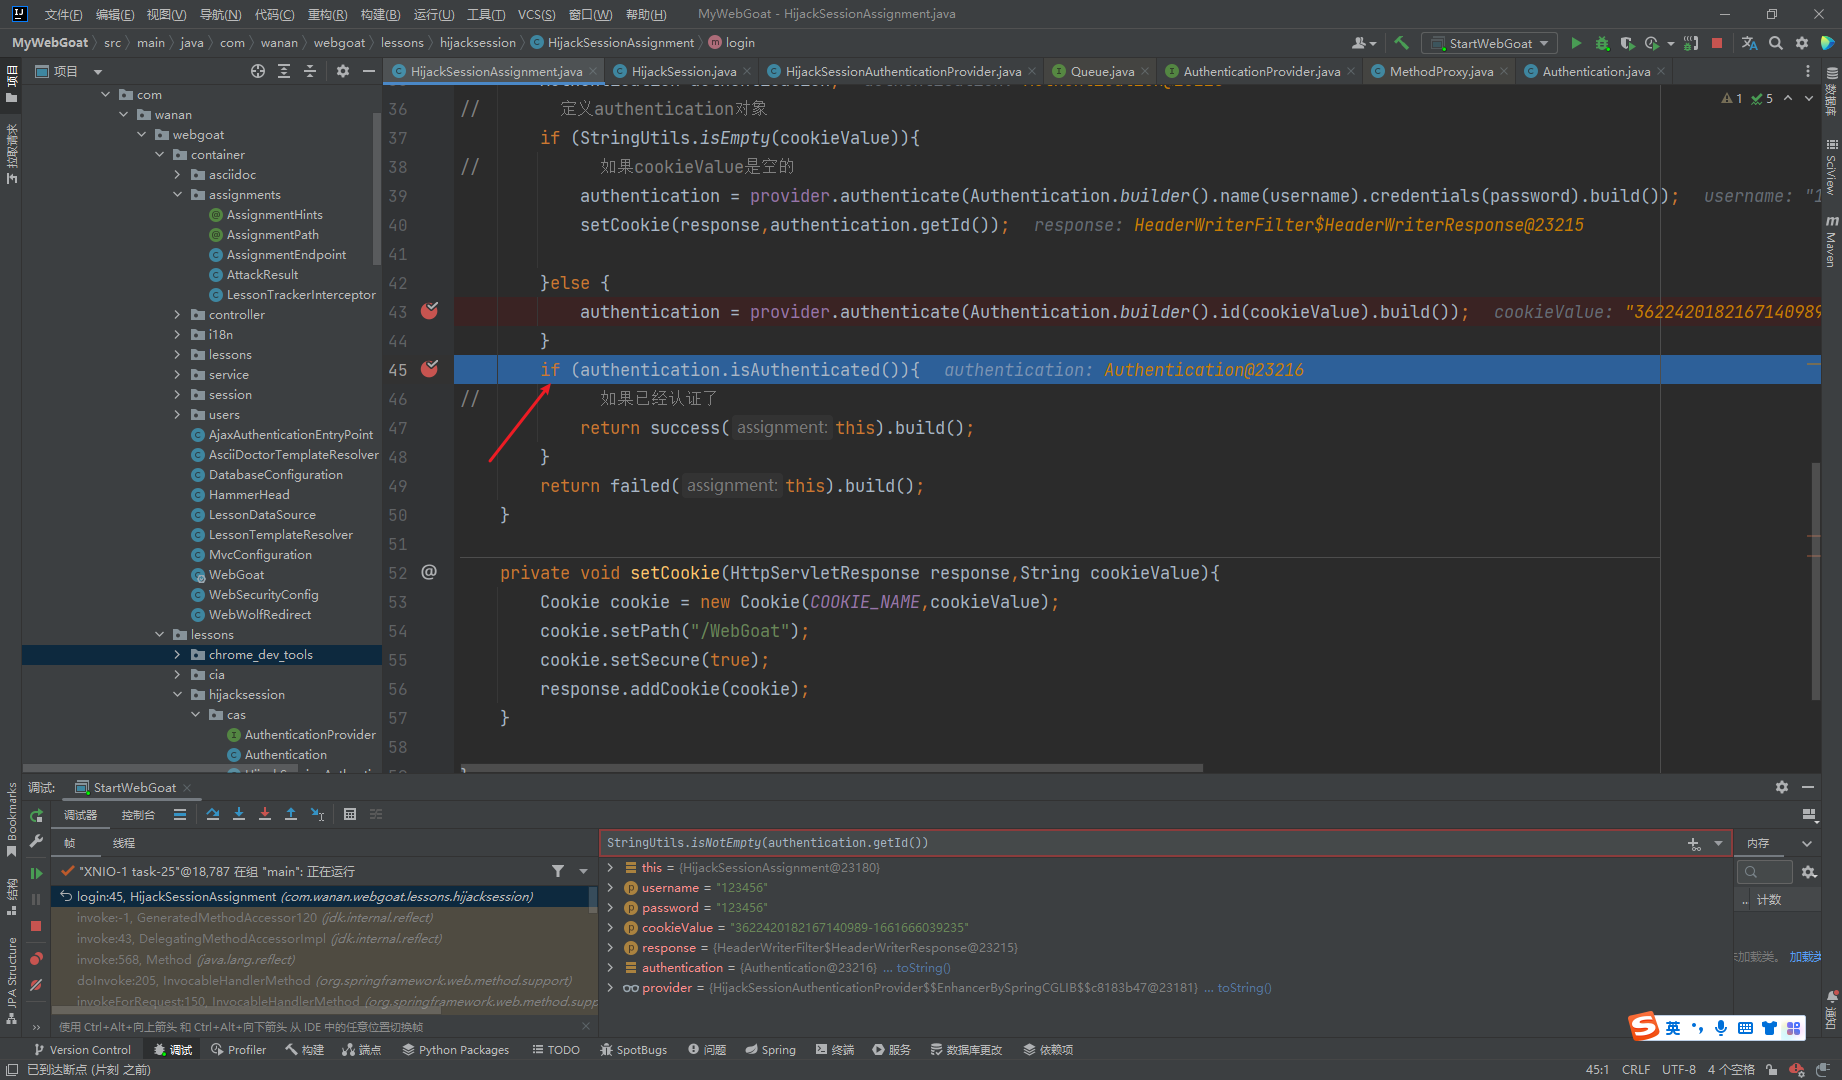 文件(F) 编辑(E) 视图(V) 导航(N) 代码(C) 重构(R) 构建(B) 运行(U) 工具(T) VCS(S) 窗口(W) 帮助(H) MyWebGoat - HijackSessionAssignment.java
MyWebGoat src main java com wanan webgoat lessons hijacksession HijackSessionAssignment login
StartWebGoat
项目
HijackSessionAssignment.java HijackSession.java HijackSessionAuthenticationProvider.java Queue.java AuthenticationProvider.java MethodProxy.java Authentication.java
项目
拉取请求
com
wanan
webgoat
container
asciidoc
assignments
AssignmentHints
AssignmentPath
AssignmentEndpoint
AttackResult
LessonTrackerInterceptor
controller
i18n
lessons
service
session
users
AjaxAuthenticationEntryPoint
AsciiDoctorTemplateResolver
DatabaseConfiguration
HammerHead
LessonDataSource
LessonTemplateResolver
MvcConfiguration
WebGoat
WebSecurityConfig
WebWolfRedirect
lessons
chrome_dev_tools
cia
hijacksession
cas
AuthenticationProvider
Authentication
1 5
36 // 定义authentication对象
37 if (StringUtils.isEmpty(cookieValue)){
38 // 如果cookieValue是空的
39 authentication = provider.authenticate(Authentication.builder().name(username).credentials(password).build()); username: "1
40 setCookie(response,authentication.getId()); response: HeaderWriterFilter$HeaderWriterResponse@23215
41
42 }else {
43 authentication = provider.authenticate(Authentication.builder().id(cookieValue).build()); cookieValue: "3622420182167140989
44 }
45 if (authentication.isAuthenticated()){ authentication: Authentication@23216
46 // 如果已经认证了
47 return success( assignment: this).build();
48 }
49 return failed( assignment: this).build();
50 }
51
52 @ private void setCookie(HttpServletResponse response,String cookieValue){
53 Cookie cookie = new Cookie(COOKIE_NAME,cookieValue);
54 cookie.setPath("/WebGoat");
55 cookie.setSecure(true);
56 response.addCookie(cookie);
57 }
58
数据库
SciView
Maven
通知
调试: StartWebGoat
调试器 控制台
帧 线程
"XNIO-1 task-25"@18,787 在组 "main": 正在运行
login:45, HijackSessionAssignment (com.wanan.webgoat.lessons.hijacksession)
invoke:-1, GeneratedMethodAccessor120 (jdk.internal.reflect)
invoke:43, DelegatingMethodAccessorImpl (jdk.internal.reflect)
invoke:568, Method (java.lang.reflect)
doInvoke:205, InvocableHandlerMethod (org.springframework.web.method.support)
invokeForRequest:150, InvocableHandlerMethod (org.springframework.web.method.supp
使用 Ctrl+Alt+向上箭头 和 Ctrl+Alt+向下箭头 从 IDE 中的任意位置切换帧
StringUtils.isNotEmpty(authentication.getId())
this = {HijackSessionAssignment@23180}
username = "123456"
password = "123456"
cookieValue = "3622420182167140989-1661666039235"
response = {HeaderWriterFilter$HeaderWriterResponse@23215}
authentication = {Authentication@23216} ... toString()
provider = {HijackSessionAuthenticationProvider$$EnhancerBySpringCGLIB$$c8183b47@23181} ... toString()
内存
.. 计数
未加载类。 加载类
Bookmarks
结构
JPA Structure
英
Version Control 调试 Profiler 构建 端点 Python Packages TODO SpotBugs 问题 Spring 终端 服务 数据库更改 依赖项
已到达断点 (片刻 之前) 45:1 CRLF UTF-8 4 个空格